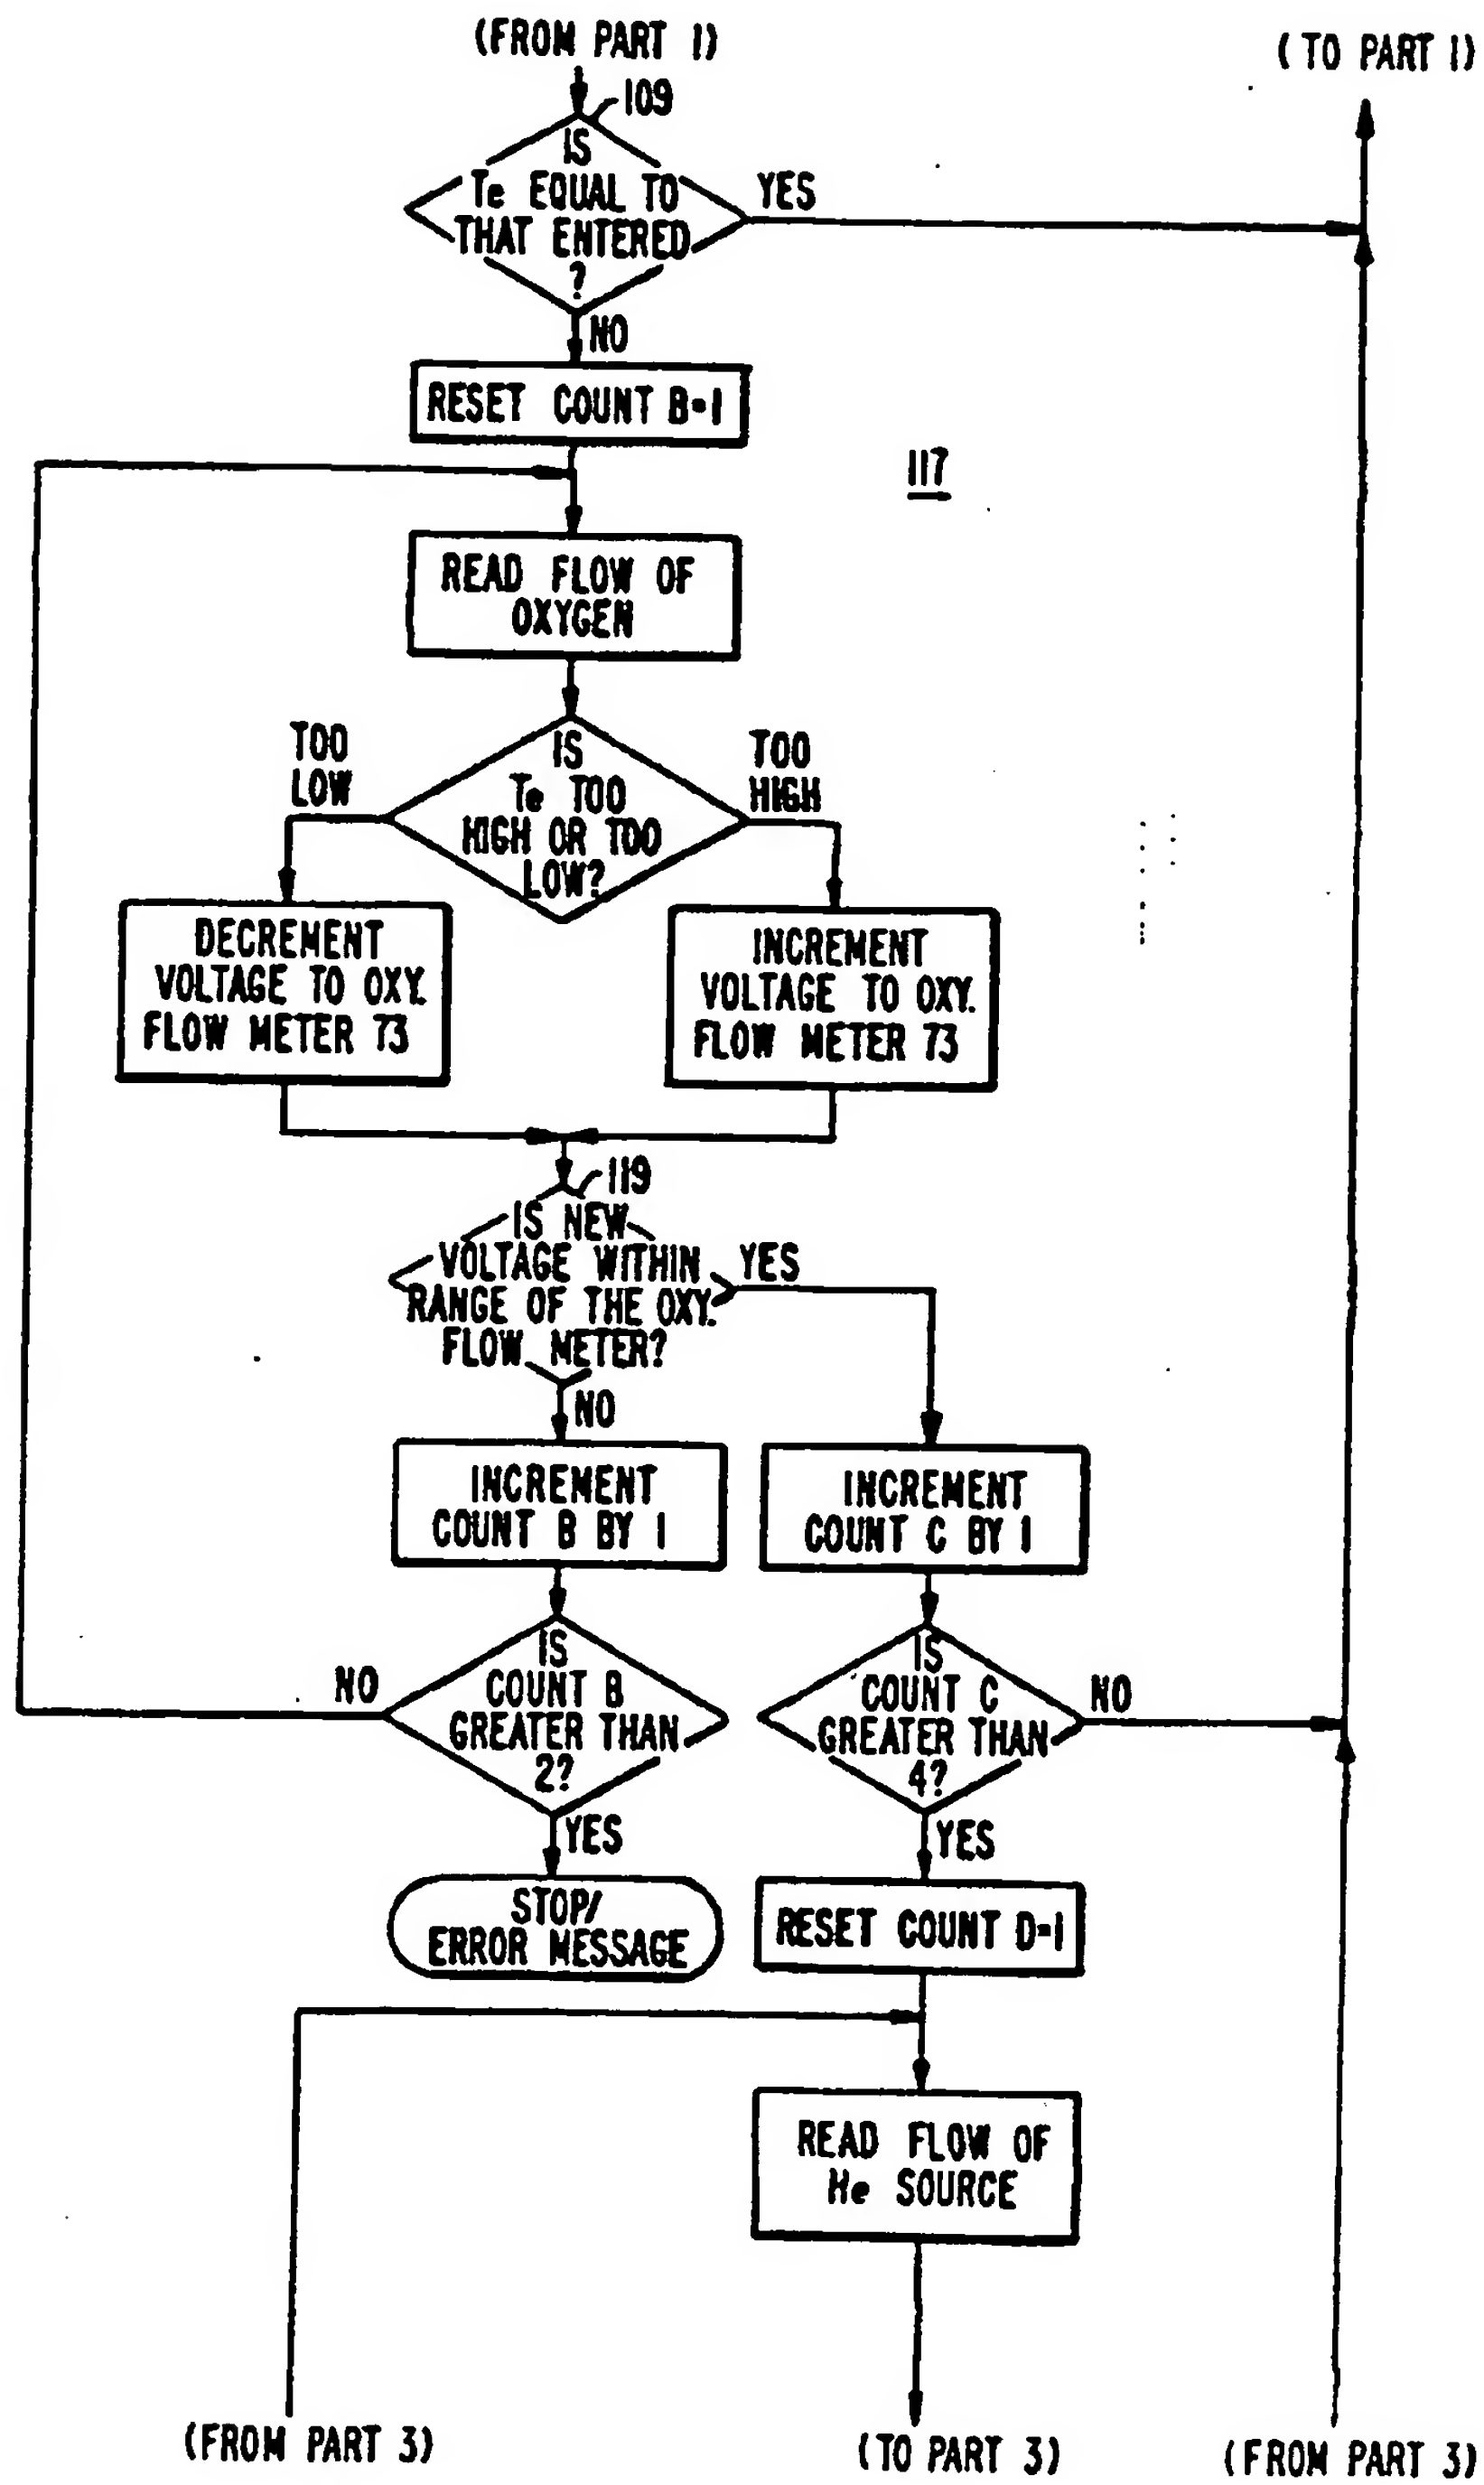 (FROM PART 1)
(TO PART 1)
109
IS
Te EQUAL TO
THAT ENTERED
?
YES
NO
RESET COUNT B=1
117
READ FLOW OF
OXYGEN
TOO
LOW
IS
Te TOO
HIGH OR TOO
LOW?
TOO
HIGH
DECREMENT
VOLTAGE TO OXY.
FLOW METER 73
INCREMENT
VOLTAGE TO OXY.
FLOW METER 73
119
IS NEW
VOLTAGE WITHIN
RANGE OF THE OXY.
FLOW METER?
YES
NO
INCREMENT
COUNT B BY 1
INCREMENT
COUNT C BY 1
NO
IS
COUNT B
GREATER THAN
2?
IS
COUNT C
GREATER THAN
4?
NO
YES
YES
STOP/
ERROR MESSAGE
RESET COUNT D=1
READ FLOW OF
He SOURCE
(FROM PART 3)
(TO PART 3)
(FROM PART 3)